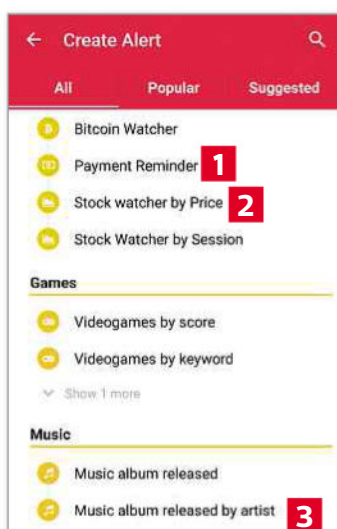 Create Alert
All Popular Suggested
Bitcoin Watcher
Payment Reminder 1
Stock watcher by Price 2
Stock Watcher by Session
Games
Videogames by score
Videogames by keyword
Show 1 more
Music
Music album released
Music album released by artist 3